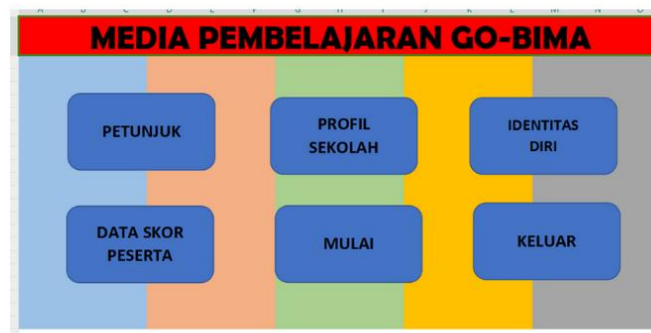 MEDIA PEMBELAJARAN GO-BIMA
PETUNJUK
PROFIL
SEKOLAH
IDENTITAS
DIRI
DATA SKOR
PESERTA
MULAI
KELUAR